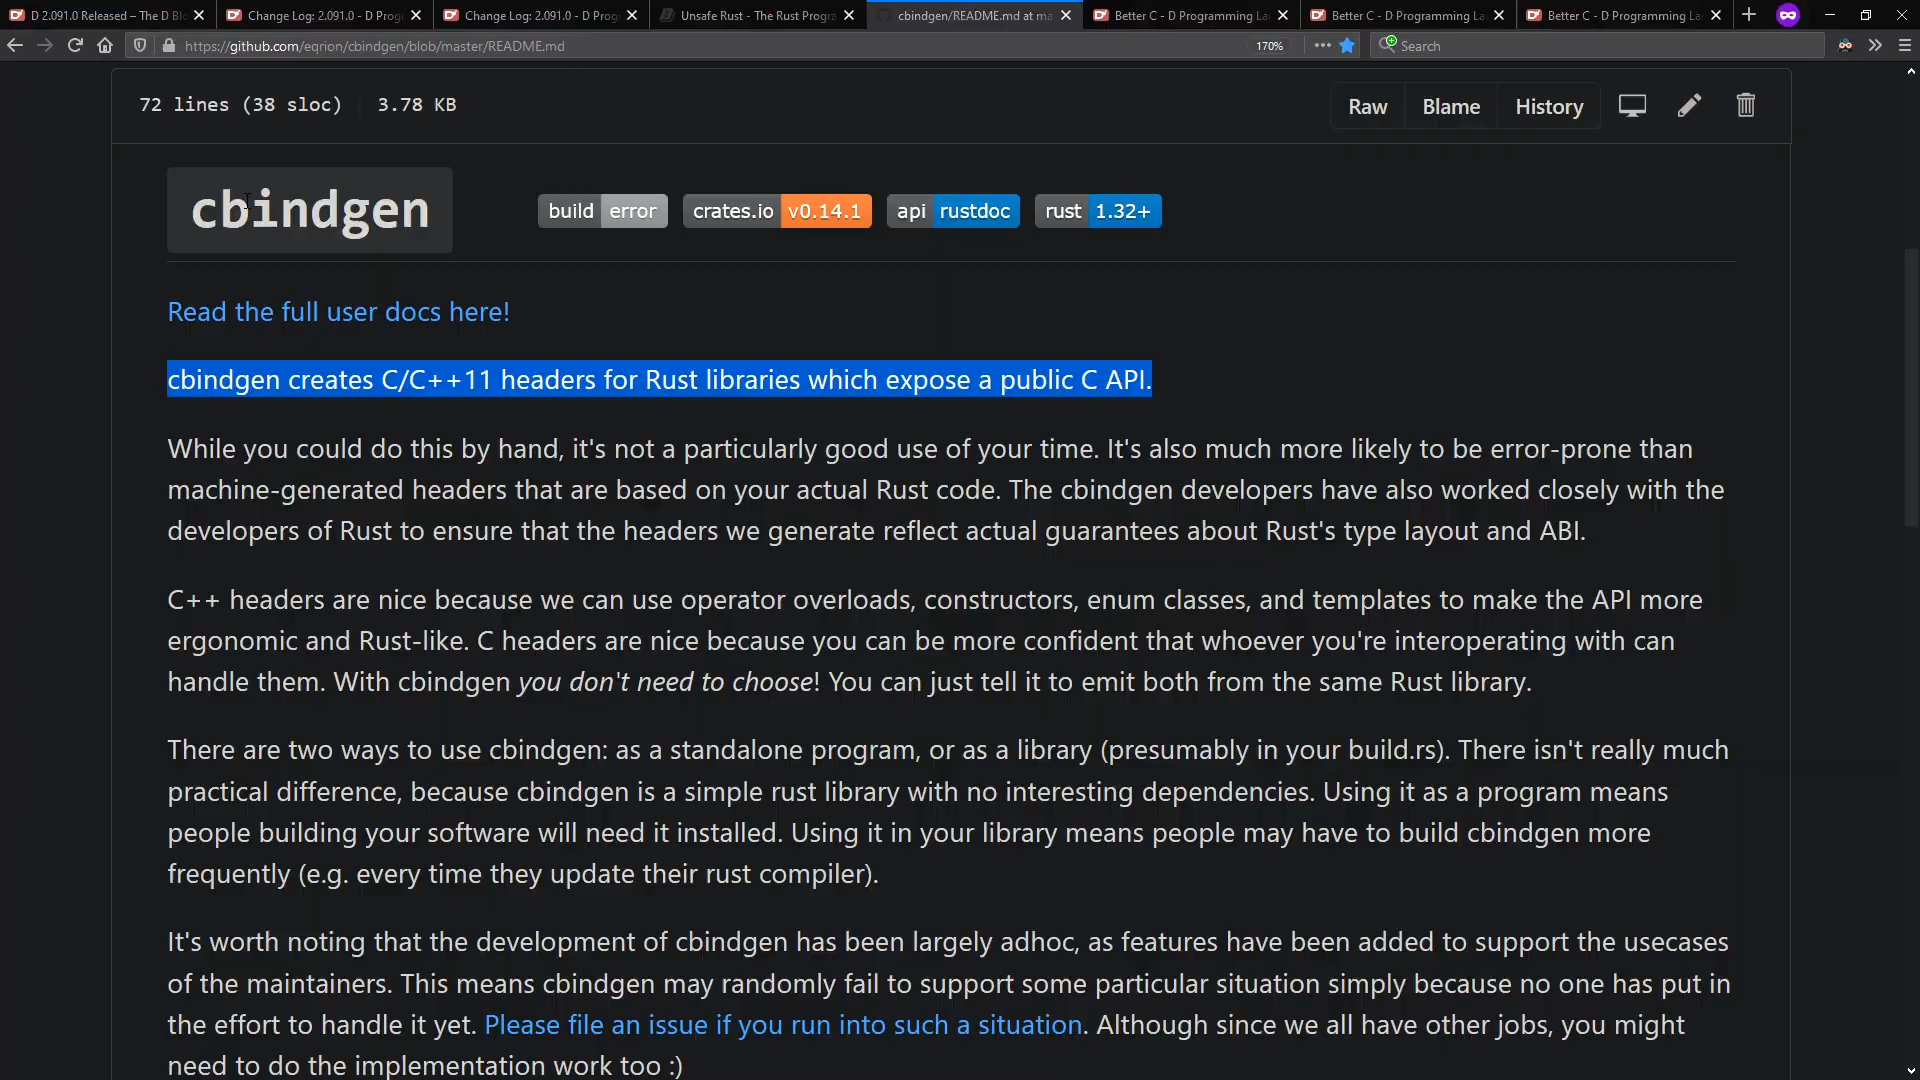 D 2.091.0 Released – The D Blo
Change Log: 2.091.0 - D Prog
Change Log: 2.091.0 - D Prog
Unsafe Rust - The Rust Progra
cbindgen/README.md at ma
Better C - D Programming La
Better C - D Programming La
Better C - D Programming La
https://github.com/eqrion/cbindgen/blob/master/README.md
170%
Search
72 lines (38 sloc) 3.78 KB
Raw Blame History
cbindgen
build error crates.io v0.14.1 api rustdoc rust 1.32+
Read the full user docs here!
cbindgen creates C/C++11 headers for Rust libraries which expose a public C API.
While you could do this by hand, it's not a particularly good use of your time. It's also much more likely to be error-prone than
machine-generated headers that are based on your actual Rust code. The cbindgen developers have also worked closely with the
developers of Rust to ensure that the headers we generate reflect actual guarantees about Rust's type layout and ABI.
C++ headers are nice because we can use operator overloads, constructors, enum classes, and templates to make the API more
ergonomic and Rust-like. C headers are nice because you can be more confident that whoever you're interoperating with can
handle them. With cbindgen you don't need to choose! You can just tell it to emit both from the same Rust library.
There are two ways to use cbindgen: as a standalone program, or as a library (presumably in your build.rs). There isn't really much
practical difference, because cbindgen is a simple rust library with no interesting dependencies. Using it as a program means
people building your software will need it installed. Using it in your library means people may have to build cbindgen more
frequently (e.g. every time they update their rust compiler).
It's worth noting that the development of cbindgen has been largely adhoc, as features have been added to support the usecases
of the maintainers. This means cbindgen may randomly fail to support some particular situation simply because no one has put in
the effort to handle it yet. Please file an issue if you run into such a situation. Although since we all have other jobs, you might
need to do the implementation work too :)